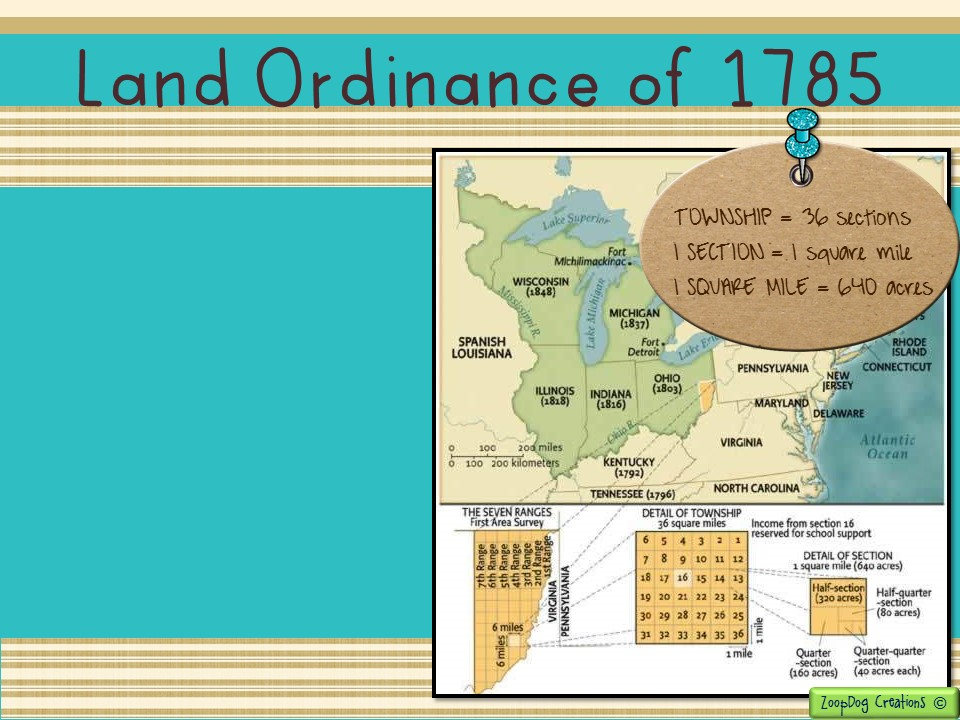 Land Ordinance of 1785
TOWNSHIP = 36 sections
1 SECTION = 1 square mile
1 SQUARE MILE = 640 acres
Lake Superior
Fort
Michilimackinac
WISCONSIN
(1848)
Mississippi R.
Lake Michigan
MICHIGAN
(1837)
Fort
Detroit
Lake Erie
SPANISH
LOUISIANA
RHODE
ISLAND
CONNECTICUT
PENNSYLVANIA
NEW
JERSEY
OHIO
(1803)
ILLINOIS
(1818)
INDIANA
(1816)
MARYLAND
DELAWARE
Ohio R.
VIRGINIA
Atlantic
Ocean
0 100 200 miles
0 100 200 kilometers
KENTUCKY
(1792)
TENNESSEE (1796)
NORTH CAROLINA
THE SEVEN RANGES
First Area Survey
7th Range
6th Range
5th Range
4th Range
3rd Range
2nd Range
1st Range
VIRGINIA
PENNSYLVANIA
6 miles
6 miles
DETAIL OF TOWNSHIP
36 square miles
6 5 4 3 2 1
7 8 9 10 11 12
18 17 16 15 14 13
19 20 21 22 23 24
30 29 28 27 26 25
31 32 33 34 35 36
1 mile
1 mile
Income from section 16
reserved for school support
DETAIL OF SECTION
1 square mile (640 acres)
Half-section
(320 acres)
Half-quarter
-section
(80 acres)
Quarter
-section
(160 acres)
Quarter-quarter
-section
(40 acres each)
ZoopDog Creations ©